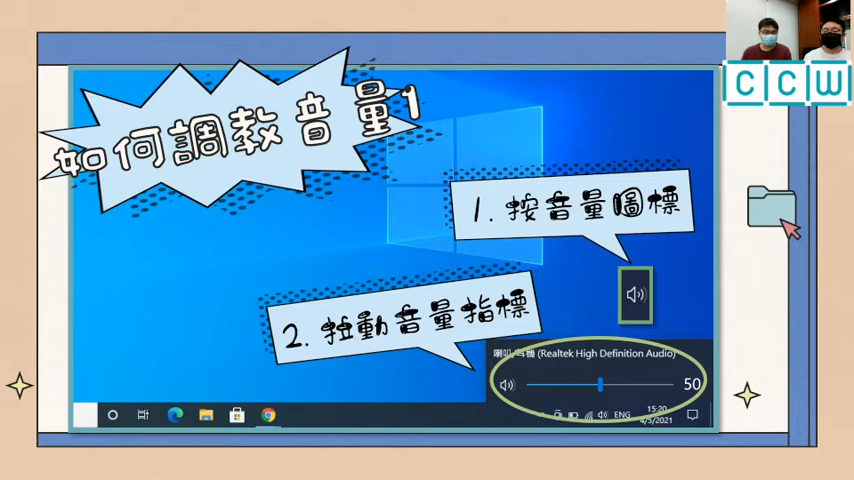 CCW
如何調教音量1
1. 按音量圖標
2. 拉動音量指標
喇叭/耳機 (Realtek High Definition Audio)
50
ENG
15:20
4/5/2021